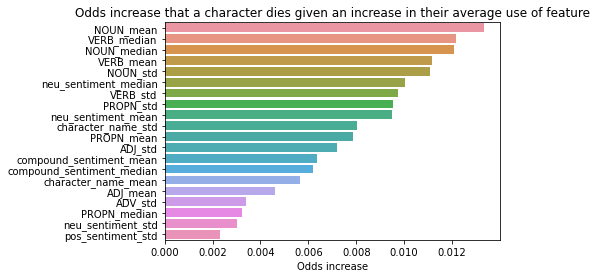 Odds increase that a character dies given an increase in their average use of feature
NOUN_mean
VERB_median
NOUN_median
VERB_mean
NOUN_std
neu_sentiment_median
VERB_std
PROPN_std
neu_sentiment_mean
character_name_std
PROPN_mean
ADJ_std
compound_sentiment_mean
compound_sentiment_median
character_name_mean
ADJ_mean
ADV_std
PROPN_median
neu_sentiment_std
pos_sentiment_std
0.000 0.002 0.004 0.006 0.008 0.010 0.012
Odds increase